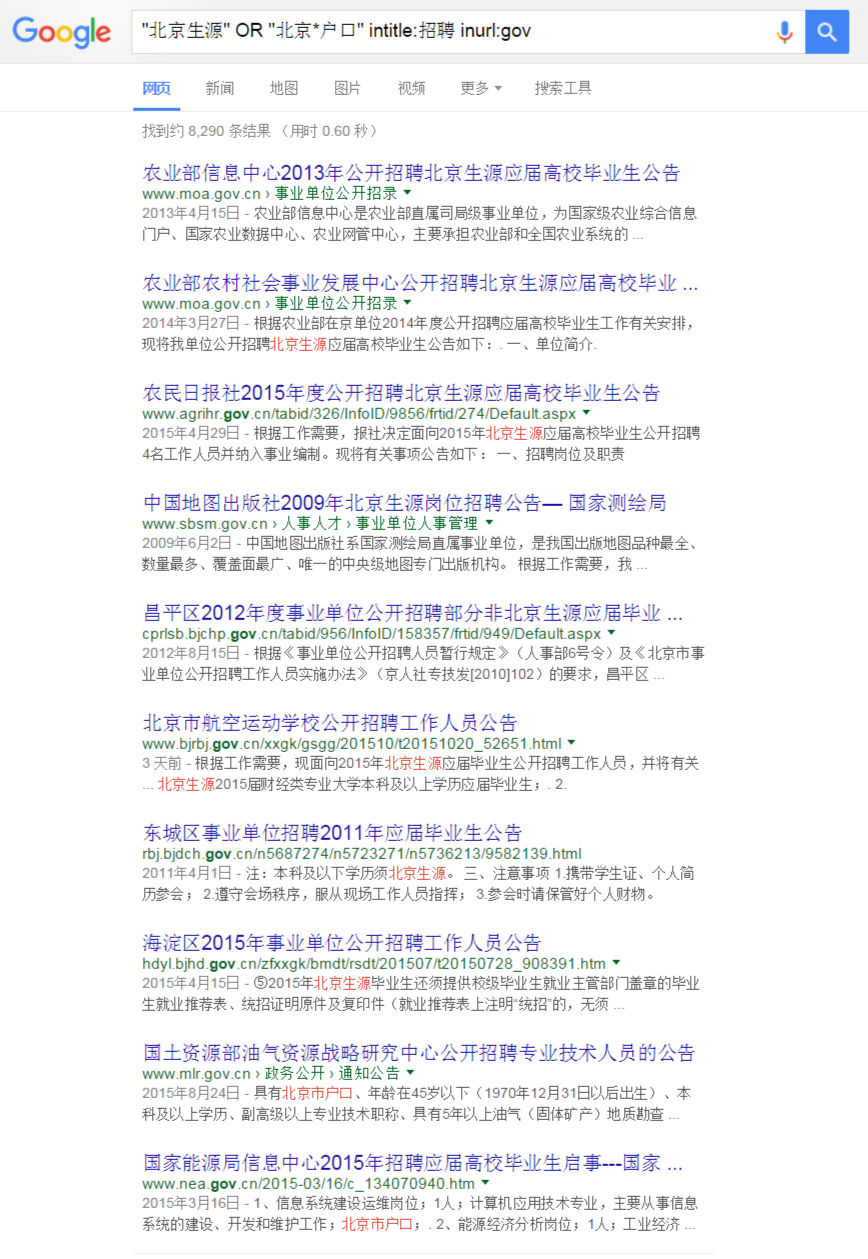 Google
"北京生源" OR "北京*户口" intitle:招聘 inurl:gov
网页 新闻 地图 图片 视频 更多 搜索工具
找到约 8,290 条结果 （用时 0.60 秒）
农业部信息中心2013年公开招聘北京生源应届高校毕业生公告
www.moa.gov.cn › 事业单位公开招录
2013年4月15日 - 农业部信息中心是农业部直属司局级事业单位，为国家级农业综合信息
门户、国家农业数据中心、农业网管中心，主要承担农业部和全国农业系统的 ...
农业部农村社会事业发展中心公开招聘北京生源应届高校毕业 ...
www.moa.gov.cn › 事业单位公开招录
2014年3月27日 - 根据农业部在京单位2014年度公开招聘应届高校毕业生工作有关安排，
现将我单位公开招聘北京生源应届高校毕业生公告如下：. 一、单位简介.
农民日报社2015年度公开招聘北京生源应届高校毕业生公告
www.agrihr.gov.cn/tabid/326/InfoID/9856/frtid/274/Default.aspx
2015年4月29日 - 根据工作需要，报社决定面向2015年北京生源应届高校毕业生公开招聘
4名工作人员并纳入事业编制。现将有关事项公告如下： 一、招聘岗位及职责
中国地图出版社2009年北京生源岗位招聘公告— 国家测绘局
www.sbsm.gov.cn › 人事人才 › 事业单位人事管理
2009年6月2日 - 中国地图出版社系国家测绘局直属事业单位，是我国出版地图品种最全、
数量最多、覆盖面最广、唯一的中央级地图专门出版机构。 根据工作需要，我 ...
昌平区2012年度事业单位公开招聘部分非北京生源应届毕业 ...
cprlsb.bjchp.gov.cn/tabid/956/InfoID/158357/frtid/949/Default.aspx
2012年8月15日 - 根据《事业单位公开招聘人员暂行规定》（人事部6号令）及《北京市事
业单位公开招聘工作人员实施办法》（京人社专技发[2010]102）的要求，昌平区 ...
北京市航空运动学校公开招聘工作人员公告
www.bjrbj.gov.cn/xxgk/gsgg/201510/t20151020_52651.html
3 天前 - 根据工作需要，现面向2015年北京生源应届毕业生公开招聘工作人员，并将有关
... 北京生源2015届财经类专业大学本科及以上学历应届毕业生；. 2.
东城区事业单位招聘2011年应届毕业生公告
rbj.bjdch.gov.cn/n5687274/n5723271/n5736213/9582139.html
2011年4月1日 - 注：本科及以下学历须北京生源。 三、注意事项 1.携带学生证、个人简
历参会； 2.遵守会场秩序，服从现场工作人员指挥； 3.参会时请保管好个人财物。
海淀区2015年事业单位公开招聘工作人员公告
hdyl.bjhd.gov.cn/zfxxgk/bmdt/rsdt/201507/t20150728_908391.htm
2015年4月15日 - ⑤2015年北京生源毕业生还须提供校级毕业生就业主管部门盖章的毕业
生就业推荐表、统招证明原件及复印件（就业推荐表上注明“统招”的，无须 ...
国土资源部油气资源战略研究中心公开招聘专业技术人员的公告
www.mlr.gov.cn › 政务公开 › 通知公告
2015年8月24日 - 具有北京市户口、年龄在45岁以下（1970年12月31日以后出生）、本
科及以上学历、副高级以上专业技术职称、具有5年以上油气（固体矿产）地质勘查 ...
国家能源局信息中心2015年招聘应届高校毕业生启事---国家 ...
www.nea.gov.cn/2015-03/16/c_134070940.htm
2015年3月16日 - 1、信息系统建设运维岗位；1人；计算机应用技术专业，主要从事信息
系统的建设、开发和维护工作；北京市户口；. 2、能源经济分析岗位；1人；工业经济 ...